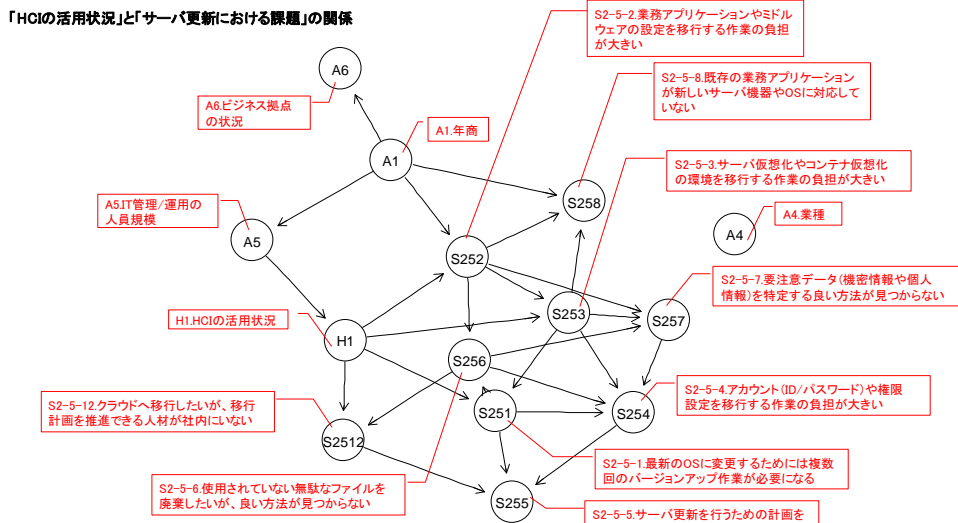 「HCIの活用状況」と「サーバ更新における課題」の関係
S2-5-2.業務アプリケーションやミドル
ウェアの設定を移行する作業の負担
が大きい
A6
S2-5-8.既存の業務アプリケーション
が新しいサーバ機器やOSに対応して
いない
A6.ビジネス拠点
の状況
A1.年商
A1
S2-5-3.サーバ仮想化やコンテナ仮想化
の環境を移行する作業の負担が大きい
A5.IT管理/運用の
人員規模
S258
A4.業種
A4
A5
S252
S2-5-7.要注意データ(機密情報や個人
情報)を特定する良い方法が見つからない
H1.HCIの活用状況
S253
S257
H1
S256
S2-5-12.クラウドへ移行したいが、移行
計画を推進できる人材が社内にいない
S2-5-4.アカウント(ID/パスワード)や権限
設定を移行する作業の負担が大きい
S251
S254
S2512
S2-5-1.最新のOSに変更するためには複数
回のバージョンアップ作業が必要になる
S2-5-6.使用されていない無駄なファイルを
廃棄したいが、良い方法が見つからない
S255
S2-5-5.サーバ更新を行うための計画を